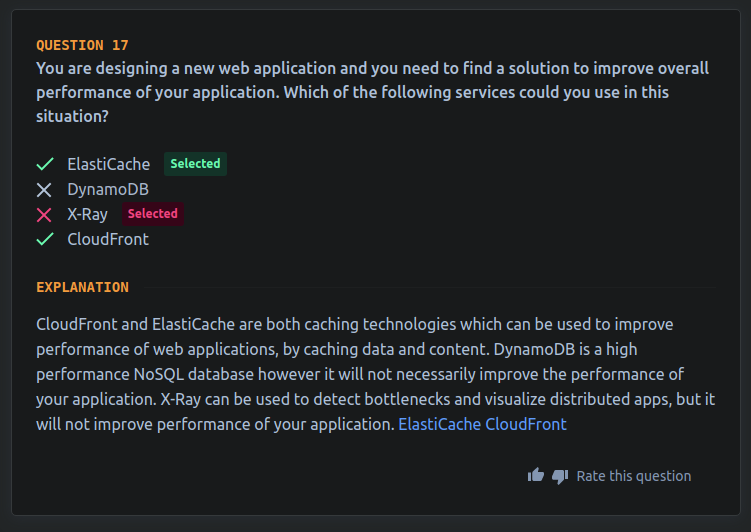 QUESTION 17
You are designing a new web application and you need to find a solution to improve overall
performance of your application. Which of the following services could you use in this
situation?
ElastiCache Selected
DynamoDB
X-Ray Selected
CloudFront
EXPLANATION
CloudFront and ElastiCache are both caching technologies which can be used to improve
performance of web applications, by caching data and content. DynamoDB is a high
performance NoSQL database however it will not necessarily improve the performance of
your application. X-Ray can be used to detect bottlenecks and visualize distributed apps, but it
will not improve performance of your application. ElastiCache CloudFront
Rate this question